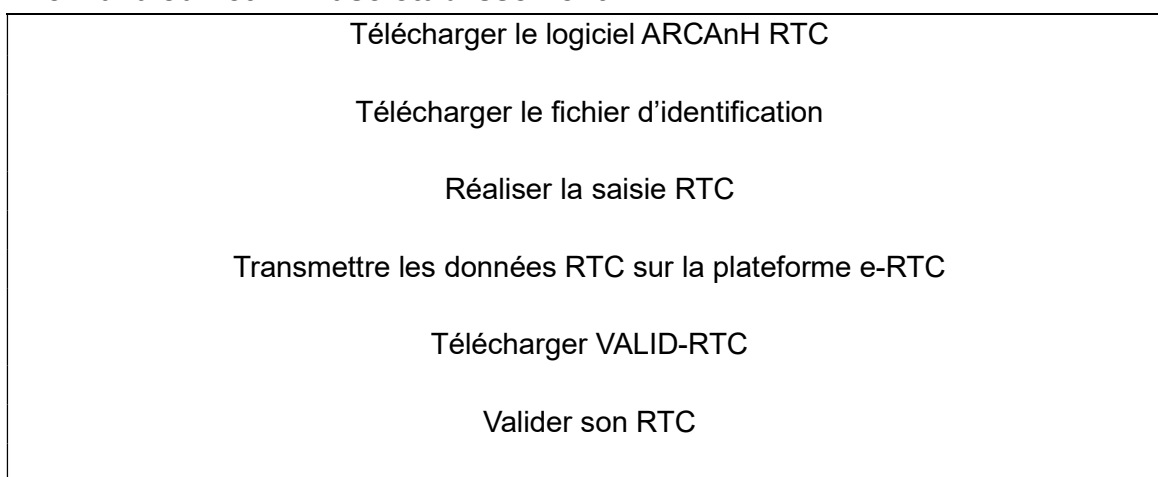 Télécharger le logiciel ARCAnH RTC
Télécharger le fichier d’identification
Réaliser la saisie RTC
Transmettre les données RTC sur la plateforme e-RTC
Télécharger VALID-RTC
Valider son RTC